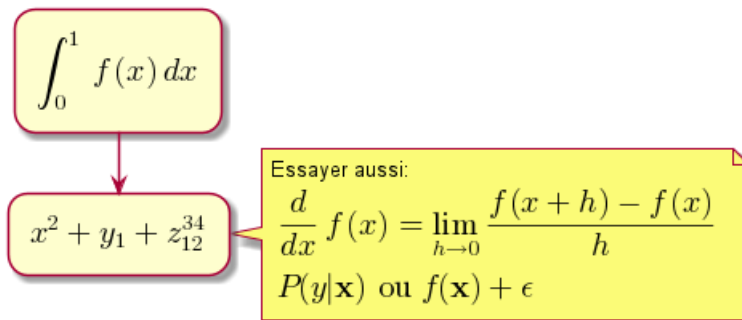 ∫₀¹ f(x) dx
x² + y₁ + z₁₂³⁴
Essayer aussi:
d/dx f(x) = lim_{h→0} (f(x + h) − f(x))/h
P(y|𝐱) ou f(𝐱) + ϵ